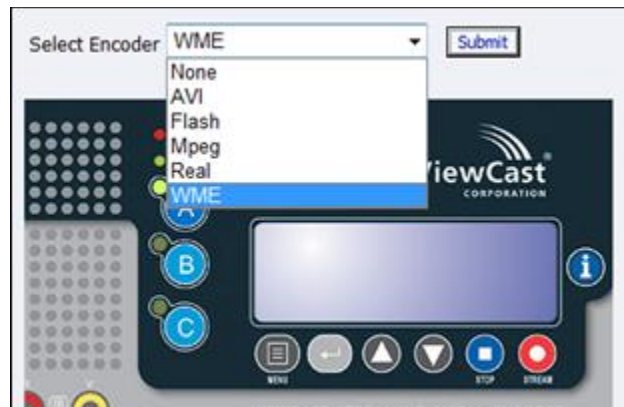 Select Encoder WME Submit
None
AVI
Flash
Mpeg
Real
WME
ViewCast
CORPORATION
A
B
C
i
MENU
STOP
STREAM